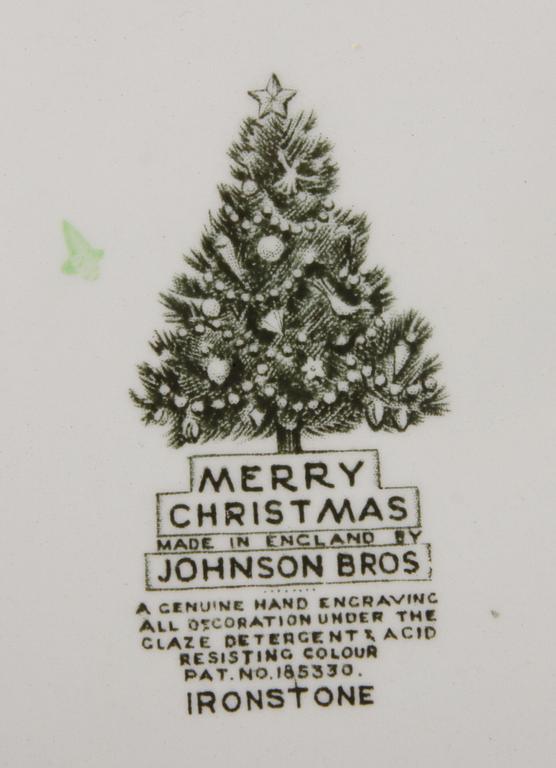 MERRY
CHRISTMAS
MADE IN ENGLAND BY
JOHNSON BROS
A GENUINE HAND ENGRAVING
ALL DECORATION UNDER THE
GLAZE DETERGENT & ACID
RESISTING COLOUR
PAT. NO. 185330.
IRONSTONE